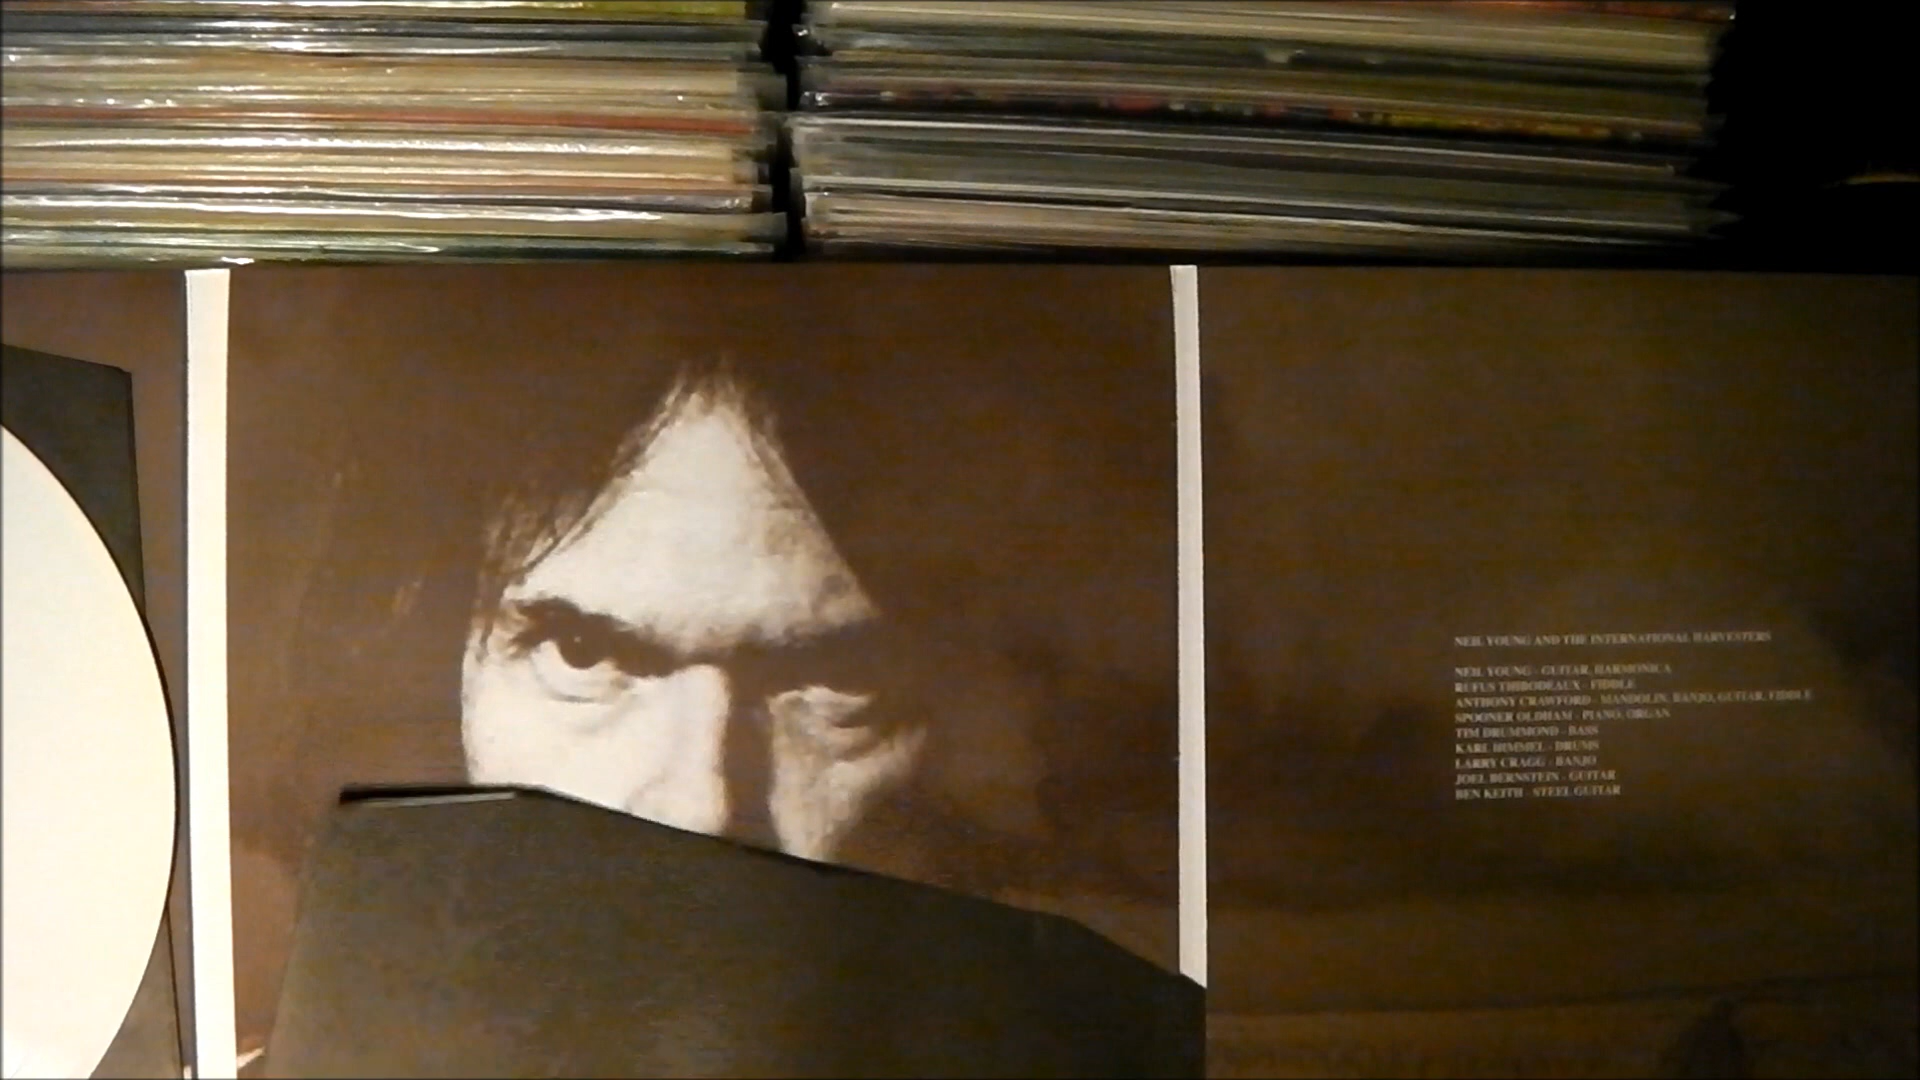 NEIL YOUNG AND THE INTERNATIONAL HARVESTERS
NEIL YOUNG - GUITAR, HARMONICA
RUFUS THIBODEAUX - FIDDLE
ANTHONY CRAWFORD - MANDOLIN, BANJO, GUITAR, FIDDLE
SPOONER OLDHAM - PIANO, ORGAN
TIM DRUMMOND - BASS
KARL HIMMEL - DRUMS
LARRY CRAGG - BANJO
JOEL BERNSTEIN - GUITAR
BEN KEITH - STEEL GUITAR